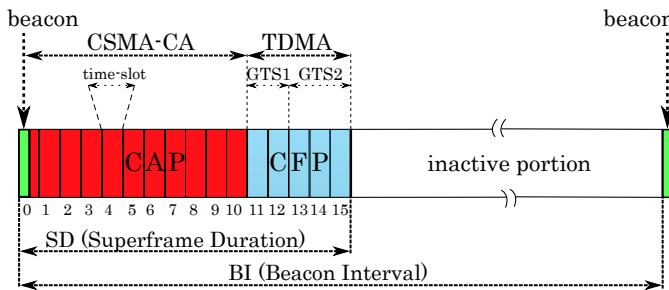 beacon beacon
CSMA-CA TDMA
time-slot GTS1 GTS2
CAP CFP inactive portion
0 1 2 3 4 5 6 7 8 9 10 11 12 13 14 15
SD (Superframe Duration)
BI (Beacon Interval)